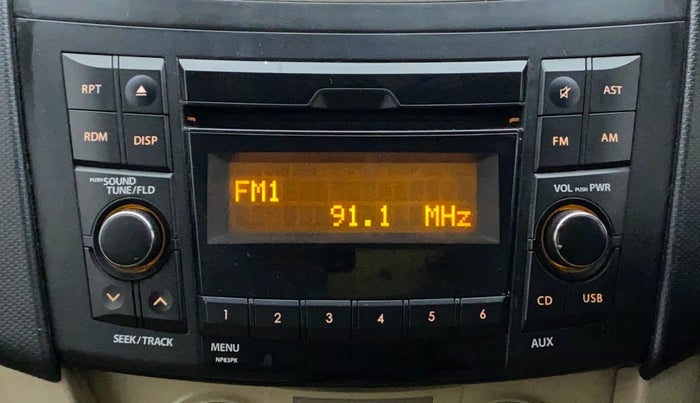 RPT
AST
RDM
DISP
FM
AM
PUSH SOUND
TUNE/FLD
VOL PUSH PWR
FM1
91.1 MHz
CD
USB
1 2 3 4 5 6
SEEK/TRACK
MENU
AUX
NP83PK